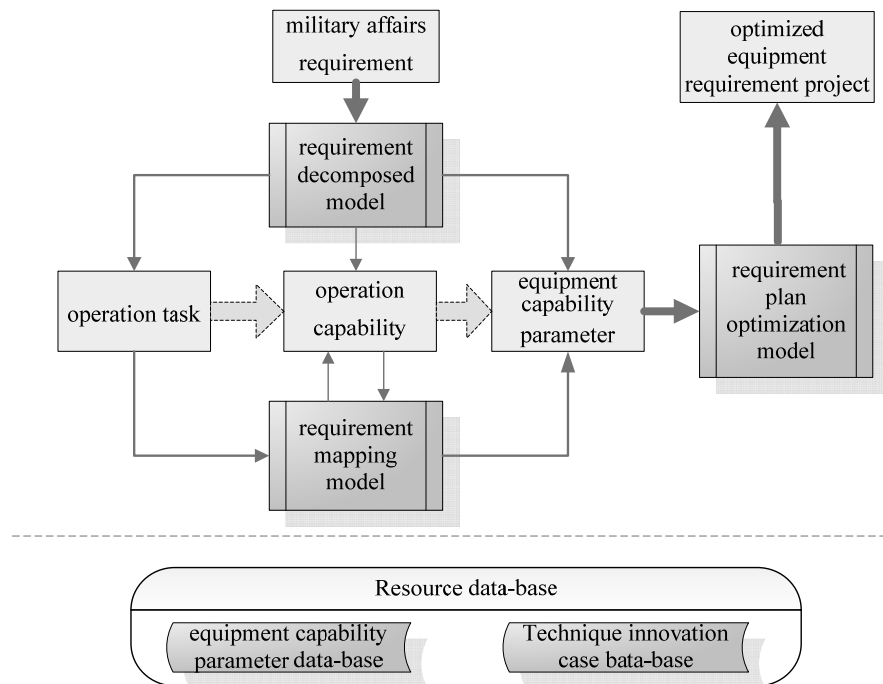 military affairs
requirement
optimized
equipment
requirement project
requirement
decomposed
model
operation task
operation
capability
equipment
capability
parameter
requirement
plan
optimization
model
requirement
mapping
model
Resource data-base
equipment capability
parameter data-base
Technique innovation
case bata-base